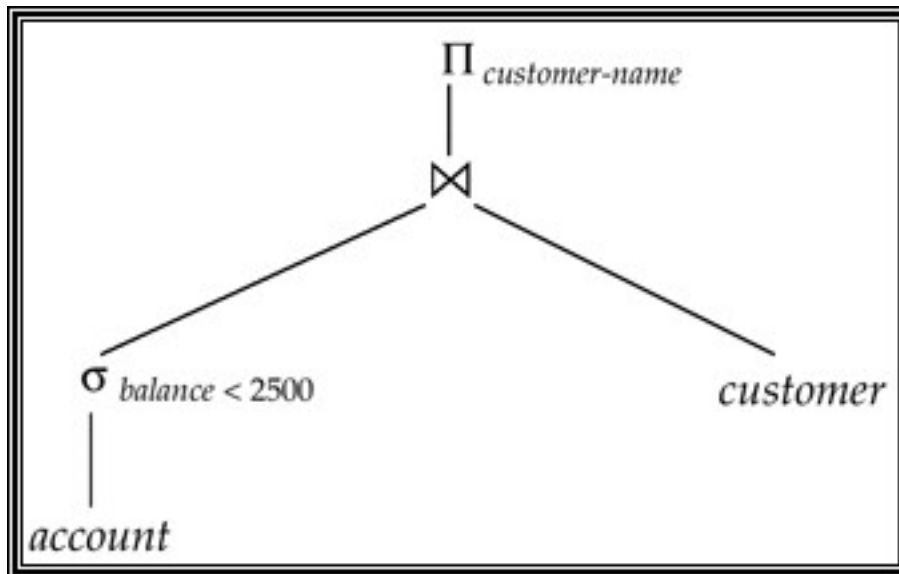 Π customer-name
⋈
σ balance < 2500
customer
account